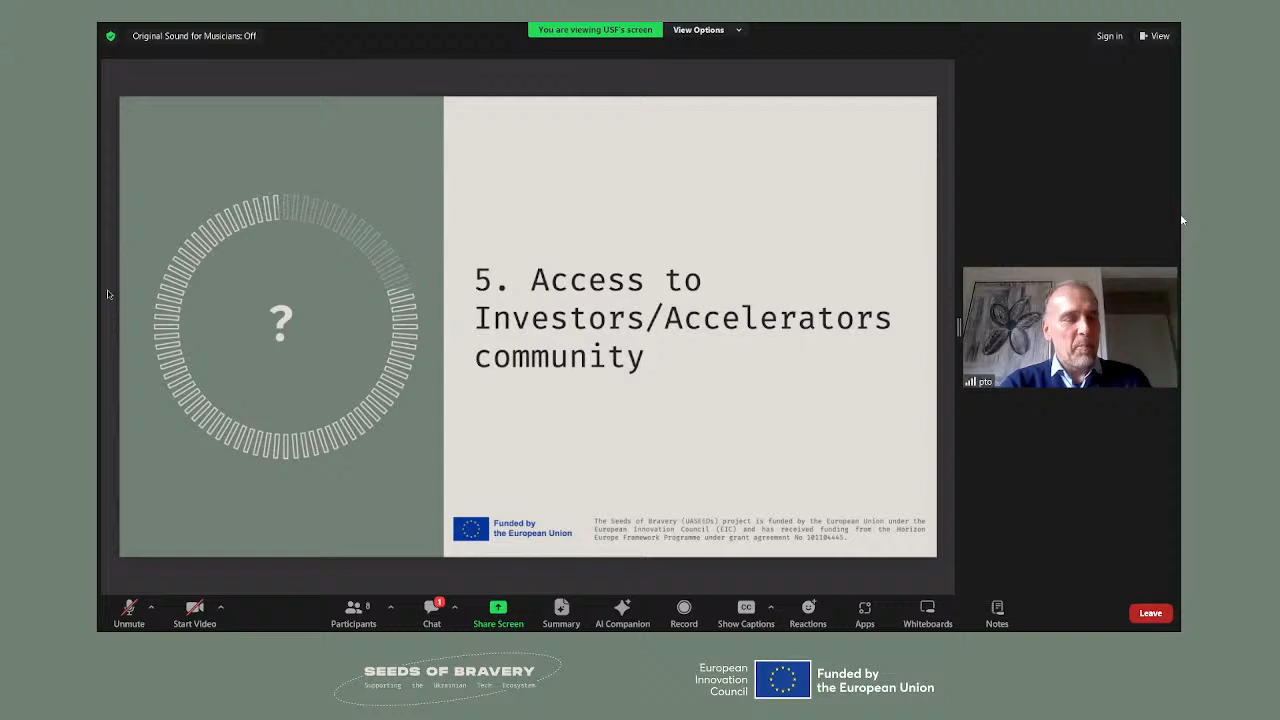 Original Sound for Musicians: Off
You are viewing USF's screen
View Options
Sign in
View
?
5. Access to
Investors/Accelerators
community
pto
Funded by
the European Union
The Seeds of Bravery (UASEEDs) project is funded by the European Union under the
European Innovation Council (EIC) and has received funding from the Horizon
Europe Framework Programme under grant agreement No 101104445.
Unmute
Start Video
8
Participants
1
Chat
Share Screen
Summary
AI Companion
Record
CC
Show Captions
Reactions
Apps
Whiteboards
Notes
Leave
SEEDS OF BRAVERY
Supporting the Ukrainian Tech Ecosystem
European
Innovation
Council
Funded by
the European Union